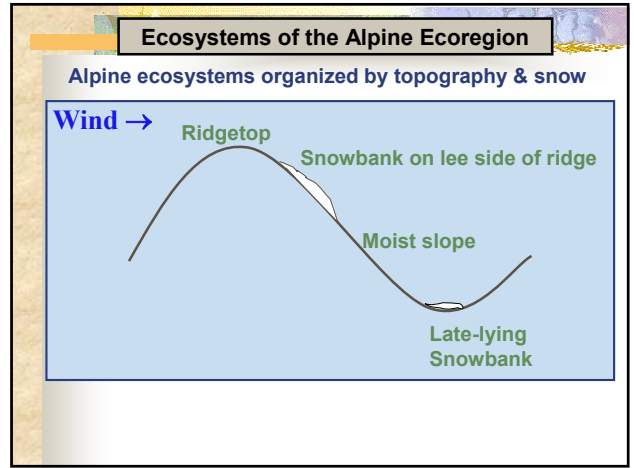 Ecosystems of the Alpine Ecoregion
Alpine ecosystems organized by topography & snow
Wind →
Ridgetop
Snowbank on lee side of ridge
Moist slope
Late-lying
Snowbank